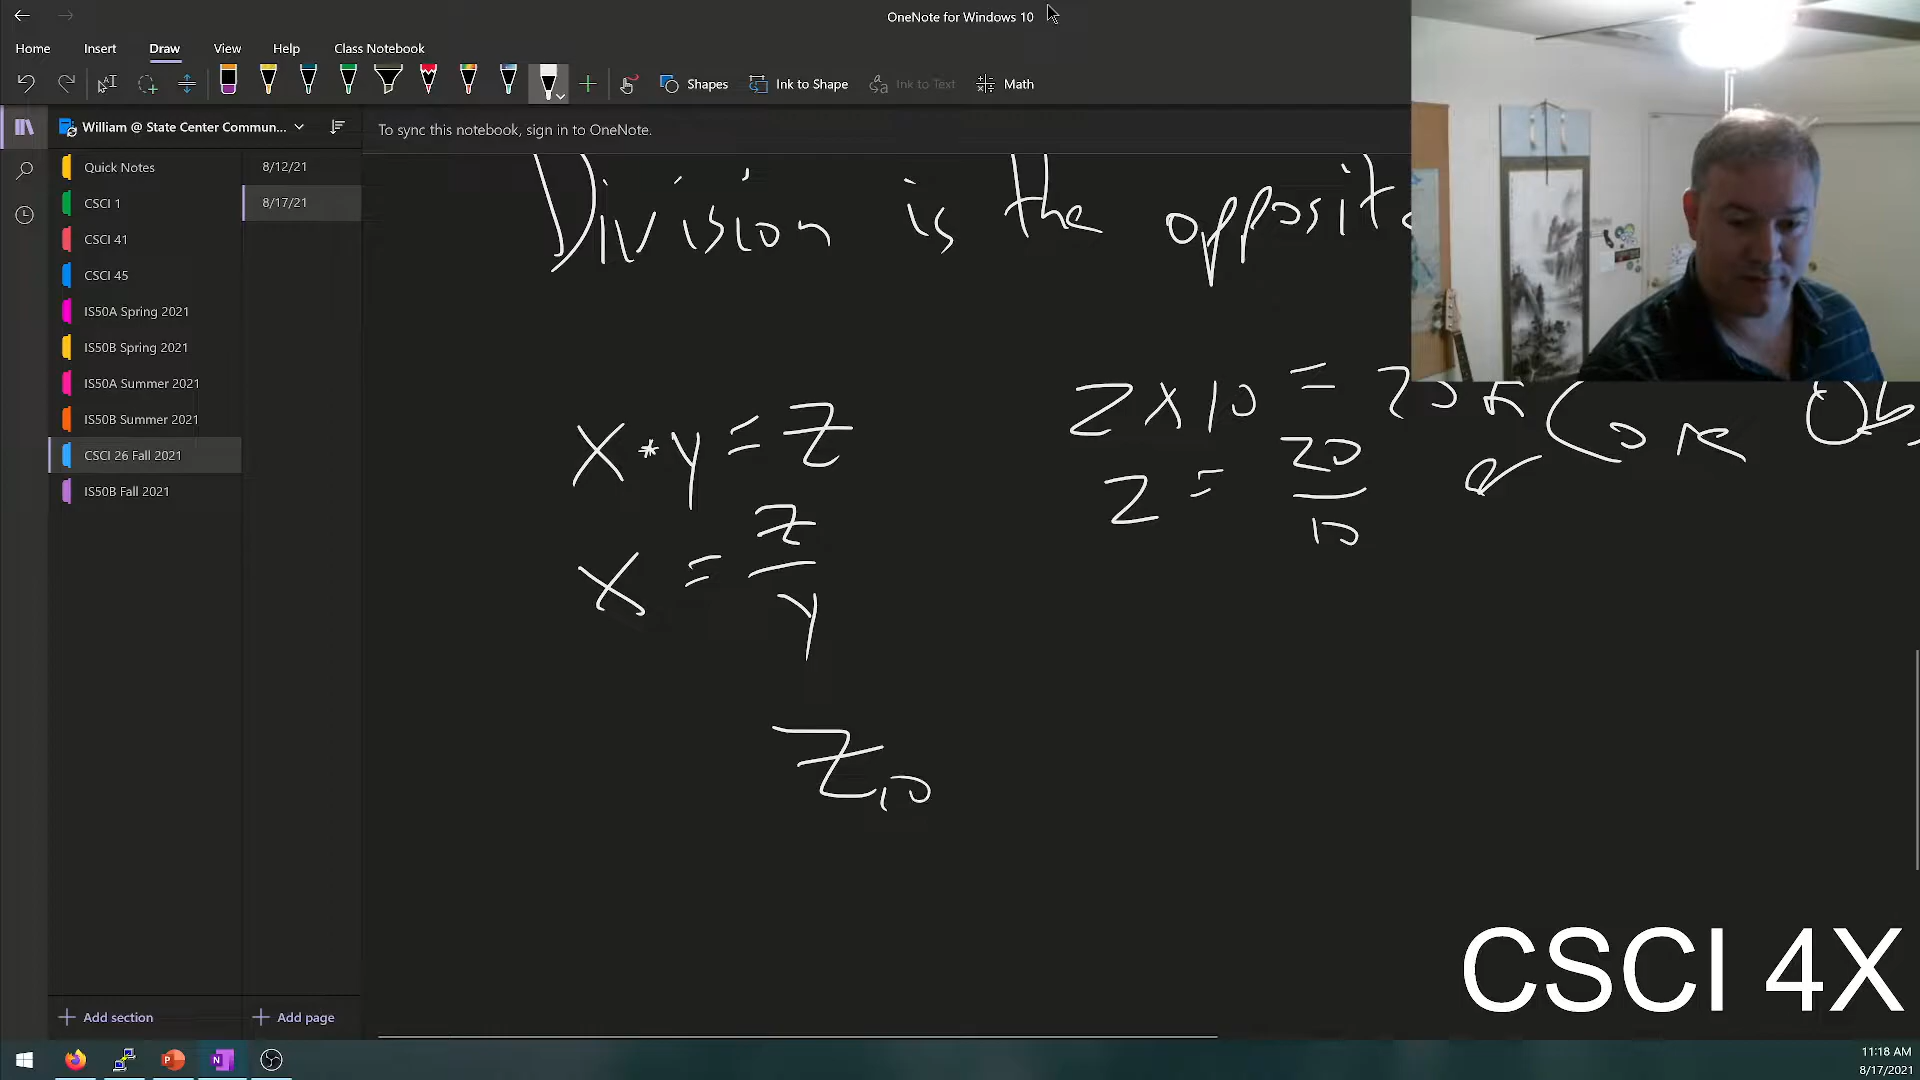 OneNote for Windows 10
Home Insert Draw View Help Class Notebook
Shapes Ink to Shape Ink to Text Math
William @ State Center Commun...
To sync this notebook, sign in to OneNote.
Quick Notes
CSCI 1
CSCI 41
CSCI 45
IS50A Spring 2021
IS50B Spring 2021
IS50A Summer 2021
IS50B Summer 2021
CSCI 26 Fall 2021
IS50B Fall 2021
8/12/21
8/17/21
Division is the opposite
X * Y = Z
X = Z / Y
2 x 10 = 20 ← Core Obs
2 = 20 / 10
Z10
CSCI 4X
+ Add section
+ Add page
11:18 AM
8/17/2021